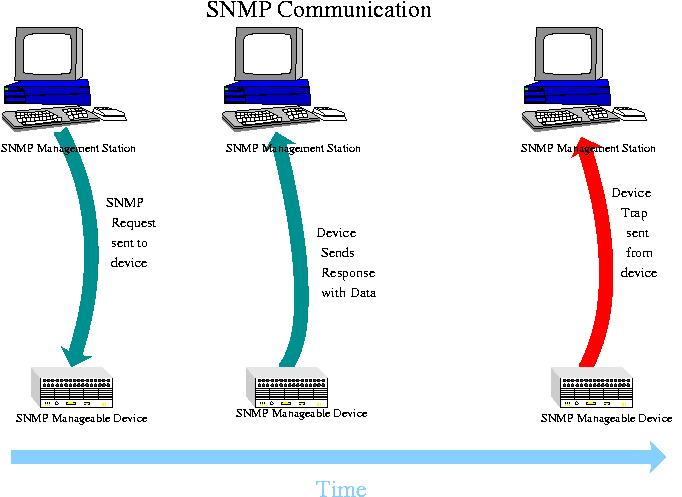 SNMP Communication
SNMP Management Station
SNMP Management Station
SNMP Management Station
SNMP
Request
sent to
device
Device
Sends
Response
with Data
Device
Trap
sent
from
device
SNMP Manageable Device
SNMP Manageable Device
SNMP Manageable Device
Time